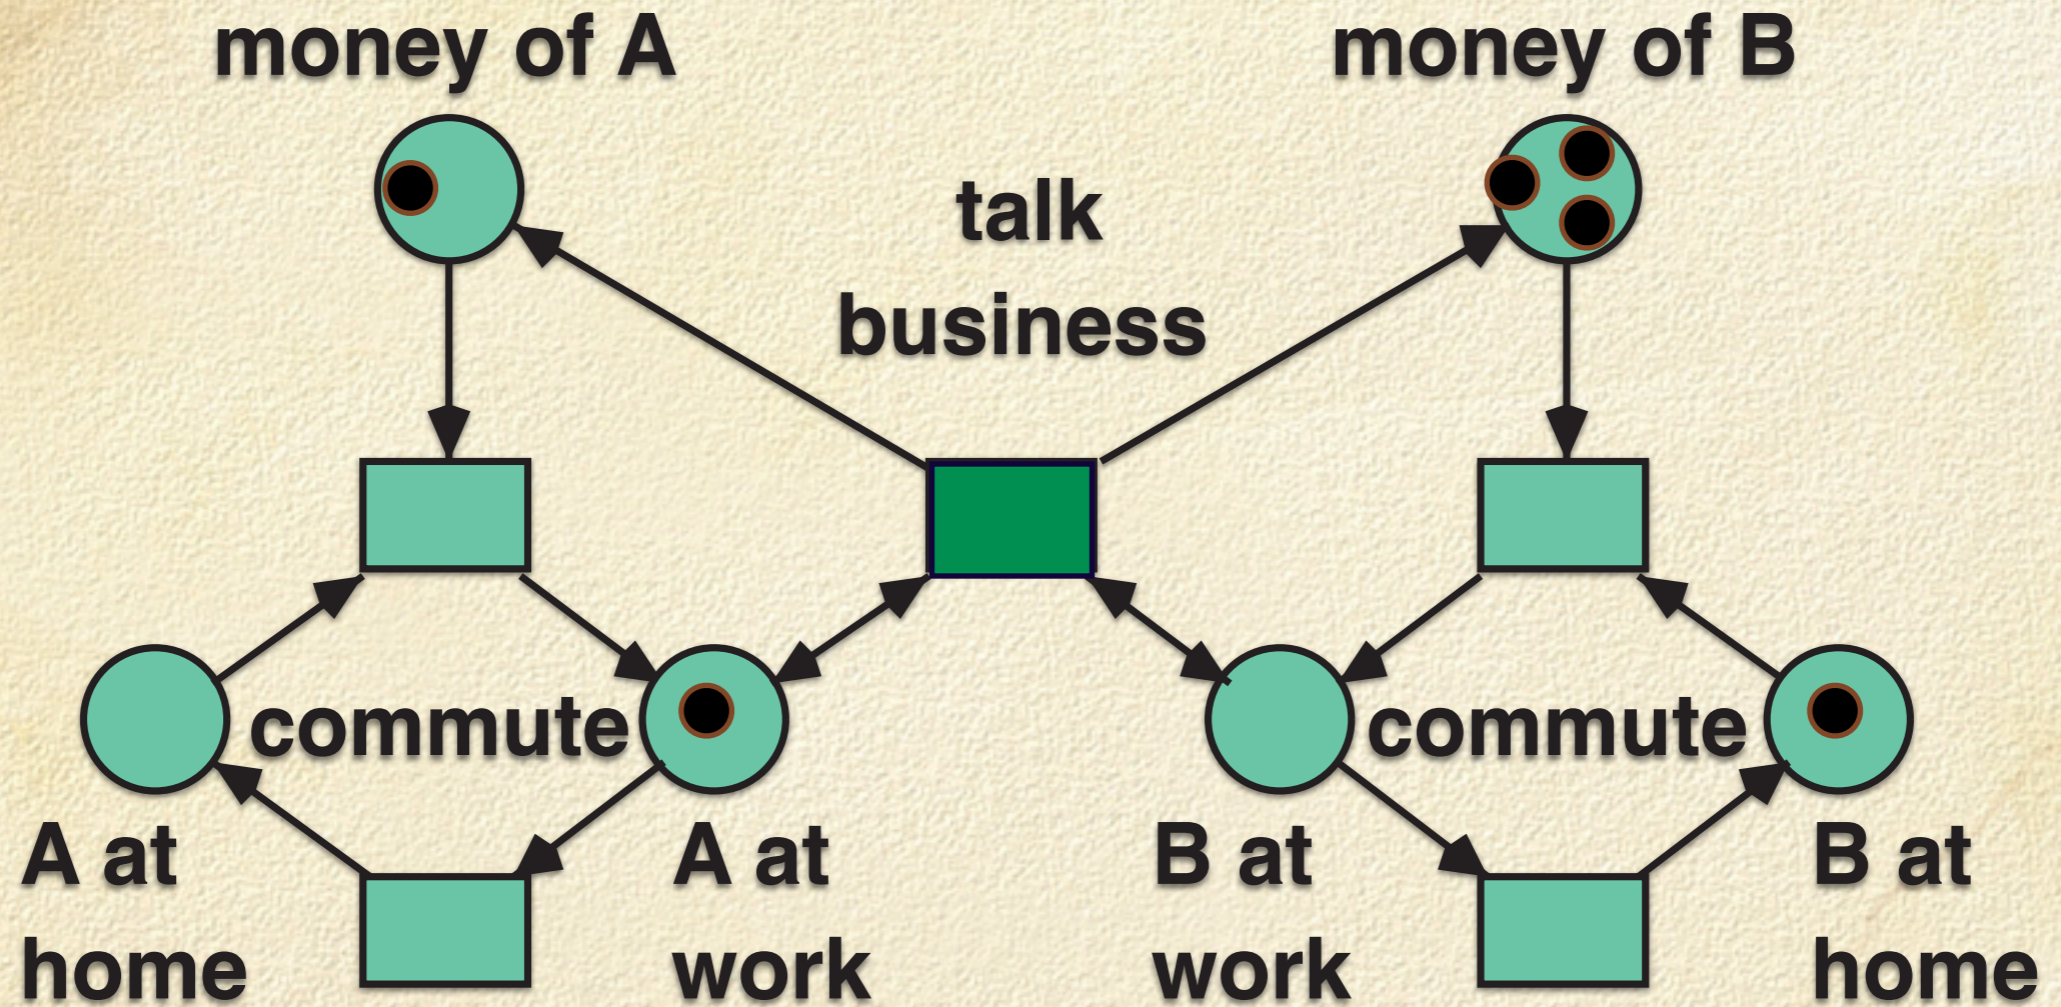 money of A
money of B
talk
business
commute
commute
A at
home
A at
work
B at
work
B at
home